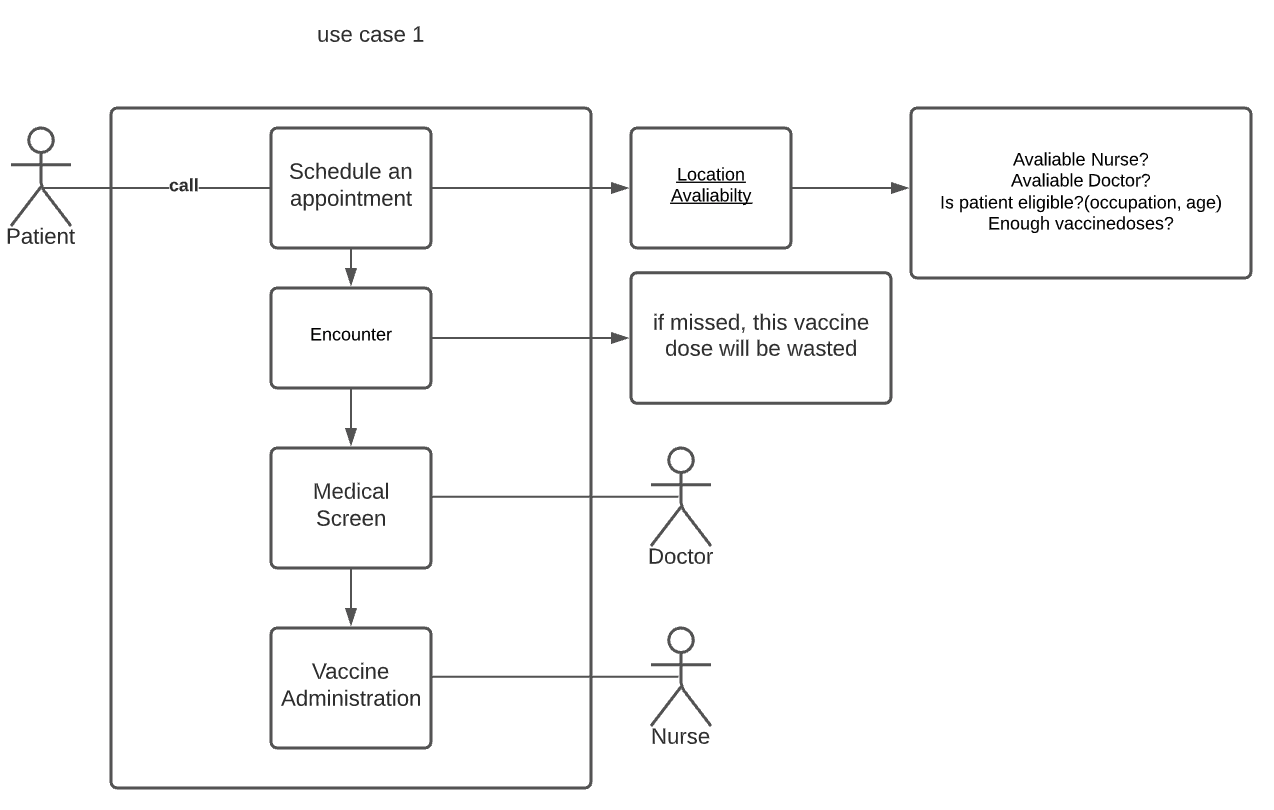 use case 1
Patient
call
Schedule an
appointment
Location
Avaliabilty
Avaliable Nurse?
Avaliable Doctor?
Is patient eligible?(occupation, age)
Enough vaccinedoses?
Encounter
if missed, this vaccine
dose will be wasted
Medical
Screen
Doctor
Vaccine
Administration
Nurse